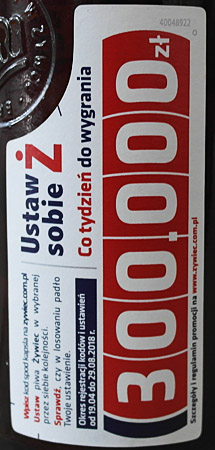 Ustaw Ż
sobie
Co tydzień do wygrania
300.000 zł
Wpisz kod spod kapsla na zywiec.com.pl
Ustaw piwa Żywiec w wybranej
przez siebie kolejności.
Sprawdź, czy w losowaniu padło
Twoje ustawienie.
Okres rejestracji kodów i ustawień
od 19.04 do 29.08.2018 r.
Szczegóły i regulamin promocji na www.zywiec.com.pl
40048922